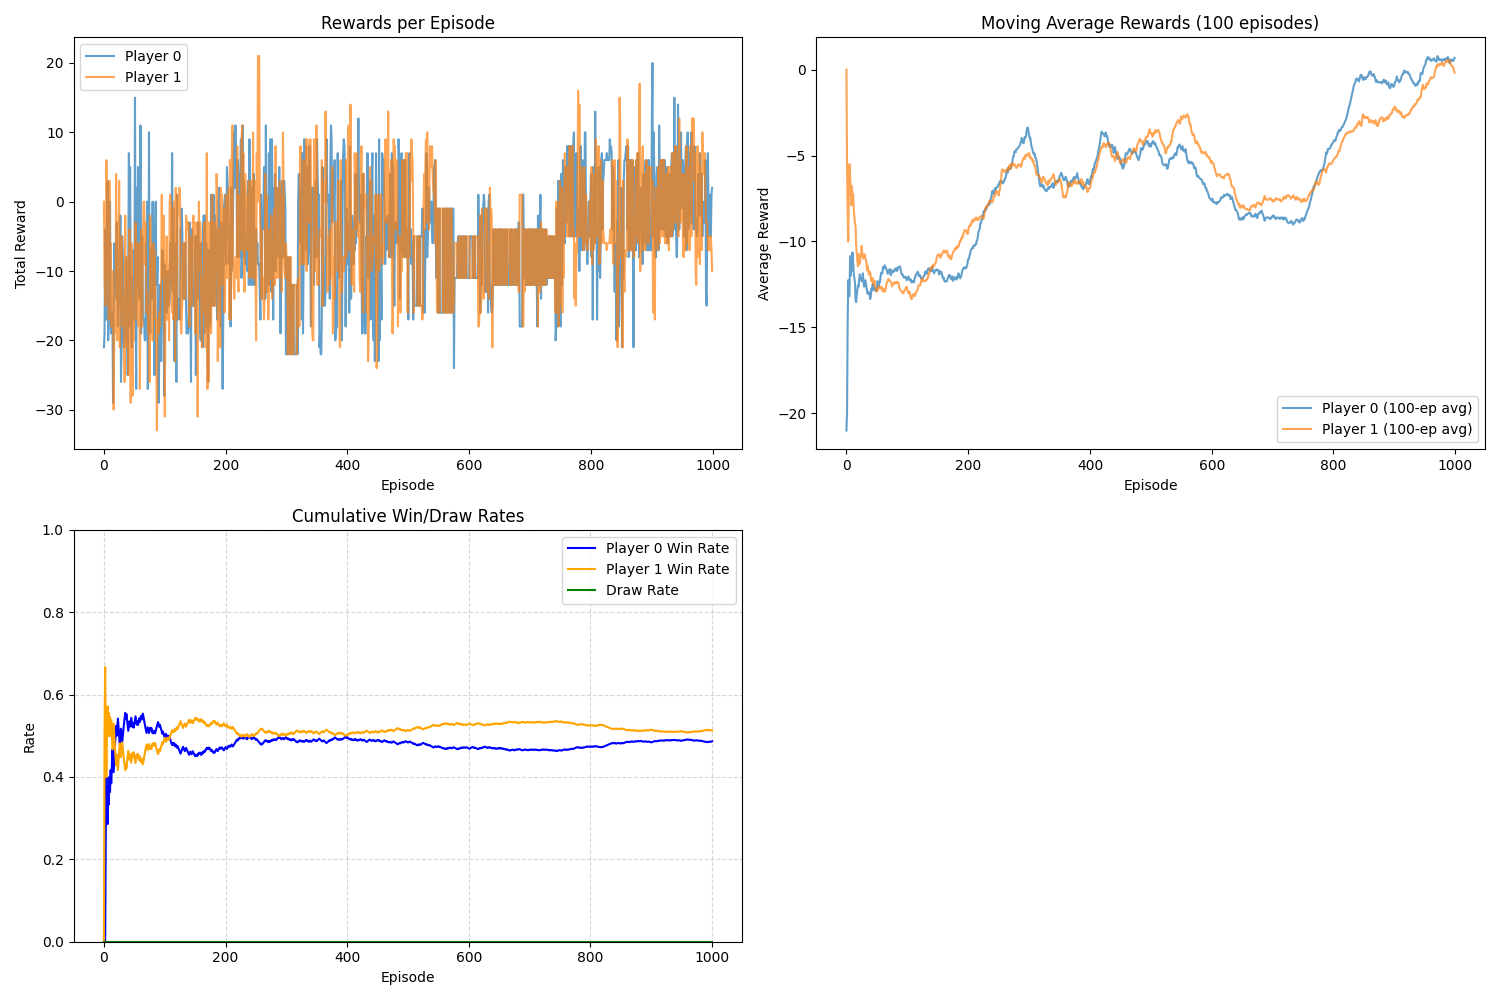 Rewards per Episode
Player 0
Player 1
20
10
0
−10
−20
−30
Total Reward
0
200
400
600
800
1000
Episode
Moving Average Rewards (100 episodes)
0
−5
−10
−15
−20
Average Reward
Player 0 (100-ep avg)
Player 1 (100-ep avg)
0
200
400
600
800
1000
Episode
Cumulative Win/Draw Rates
Player 0 Win Rate
Player 1 Win Rate
Draw Rate
1.0
0.8
0.6
0.4
0.2
0.0
Rate
0
200
400
600
800
1000
Episode